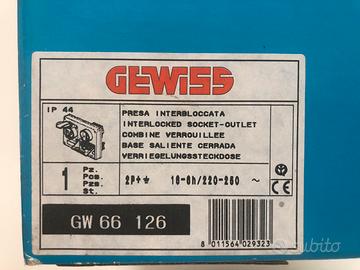 GEWISS
IP 44
PRESA INTERBLOCCATA
INTERLOCKED SOCKET-OUTLET
COMBINE VERROUILLEE
BASE SALIENTE CERRADA
VERRIEGELUNGSSTECKDOSE
1 Pz. Pcs. Pzs. St.
2P+⏚ 16-6h/220-250 ~
CE
GW 66 126
8 011564 029323
subito